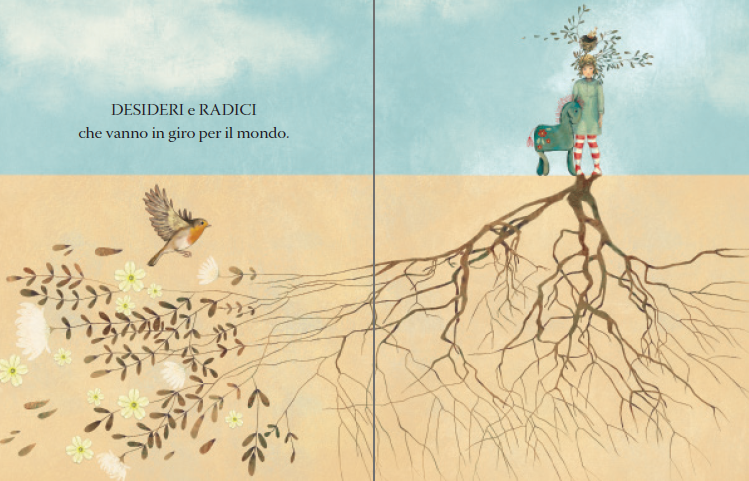 DESIDERI e RADICI
che vanno in giro per il mondo.